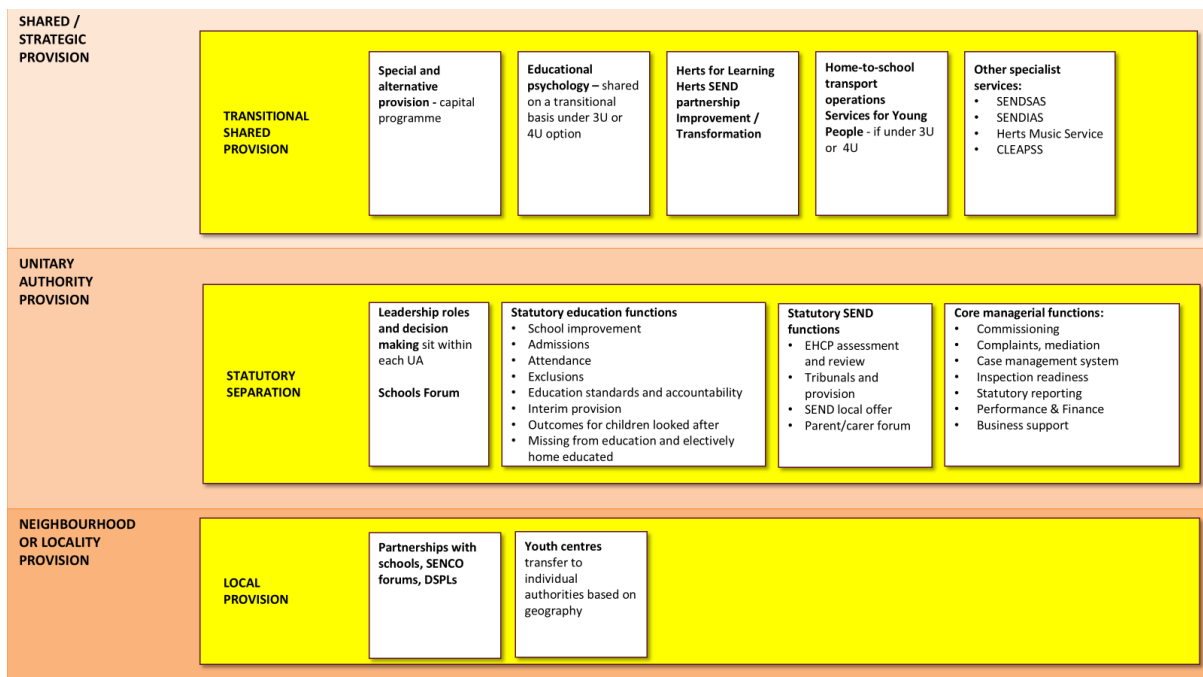 SHARED /
STRATEGIC
PROVISION
TRANSITIONAL
SHARED
PROVISION
Special and
alternative
provision - capital
programme
Educational
psychology – shared
on a transitional
basis under 3U or
4U option
Herts for Learning
Herts SEND
partnership
Improvement /
Transformation
Home-to-school
transport
operations
Services for Young
People - if under 3U
or  4U
Other specialist
services:
• SENDSAS
• SENDIAS
• Herts Music Service
• CLEAPSS
UNITARY
AUTHORITY
PROVISION
STATUTORY
SEPARATION
Leadership roles
and decision
making sit within
each UA
Schools Forum
Statutory education functions
• School improvement
• Admissions
• Attendance
• Exclusions
• Education standards and accountability
• Interim provision
• Outcomes for children looked after
• Missing from education and electively
home educated
Statutory SEND
functions
• EHCP assessment
and review
• Tribunals and
provision
• SEND local offer
• Parent/carer forum
Core managerial functions:
• Commissioning
• Complaints, mediation
• Case management system
• Inspection readiness
• Statutory reporting
• Performance & Finance
• Business support
NEIGHBOURHOOD
OR LOCALITY
PROVISION
LOCAL
PROVISION
Partnerships with
schools, SENCO
forums, DSPLs
Youth centres
transfer to
individual
authorities based on
geography